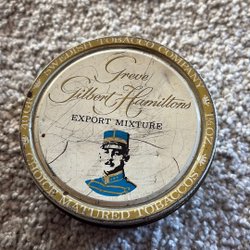 SWEDISH TOBACCO COMPANY
Greve
Gilbert Hamiltons
EXPORT MIXTURE
CHOICE MATURED TOBACCOS